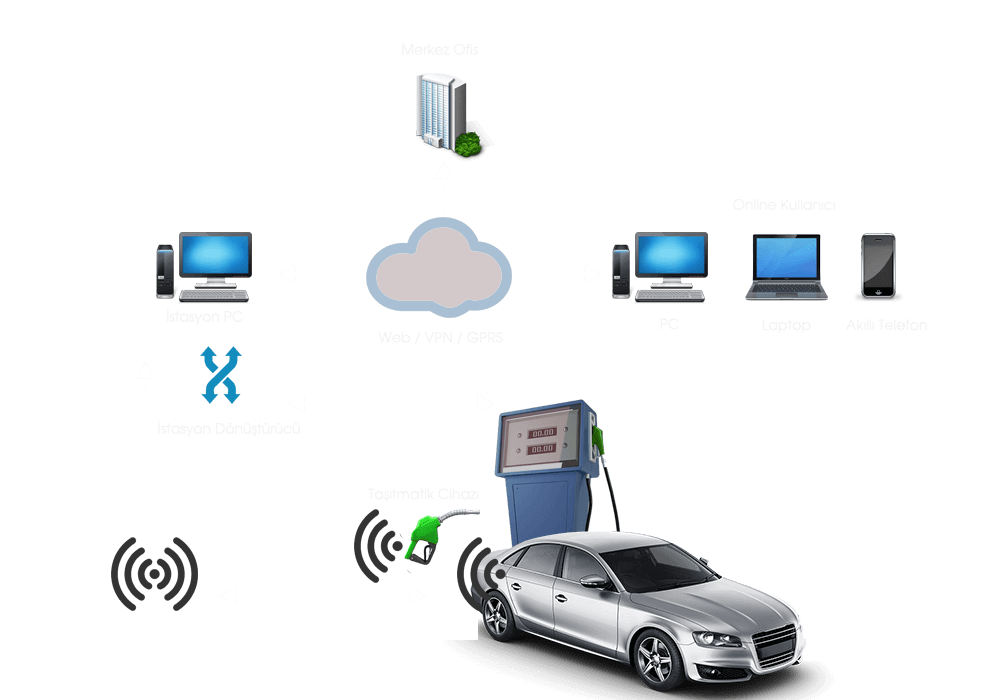 Merkez Ofis
Online Kullanıcı
İstasyon PC
Web / VPN / GPRS
PC
Laptop
Akıllı Telefon
İstasyon Dönüştürücü
00.00
00.00
Taşıtmatik Cihazı